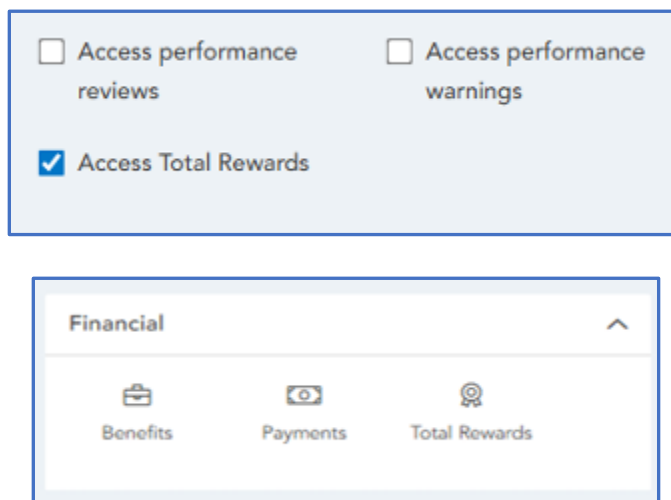 Access performance
reviews
Access performance
warnings
Access Total Rewards
Financial
Benefits
Payments
Total Rewards